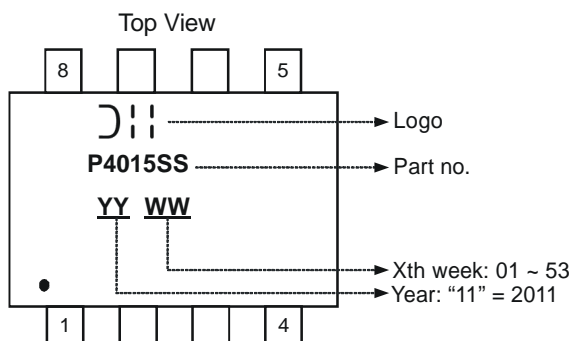 Top View
8 5
Logo
P4015SS Part no.
YY WW
Xth week: 01 ~ 53
Year: “11” = 2011
1 4